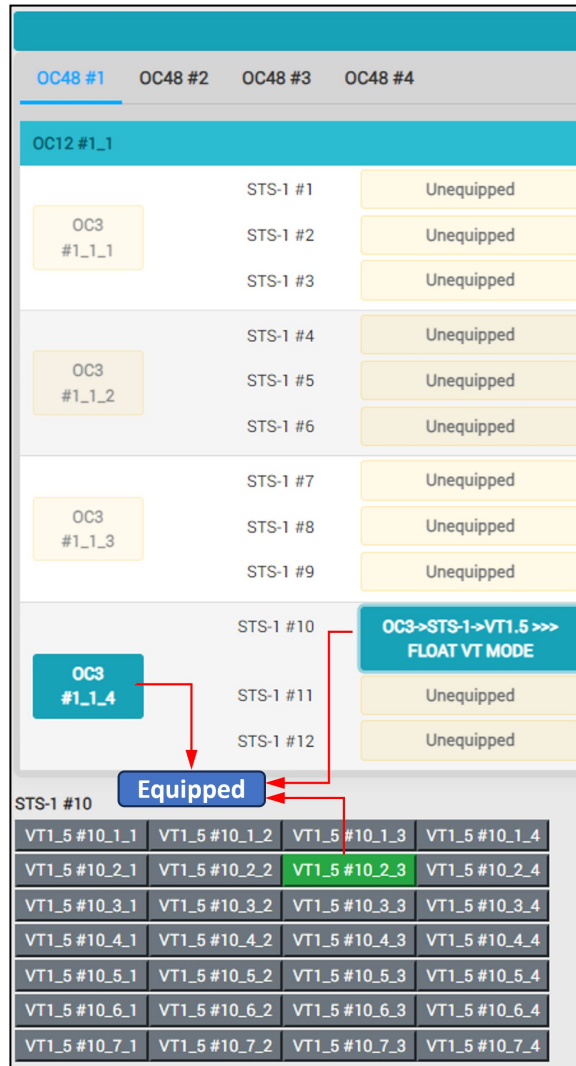 OC48 #1 OC48 #2 OC48 #3 OC48 #4
OC12 #1_1
OC3
#1_1_1
STS-1 #1 Unequipped
STS-1 #2 Unequipped
STS-1 #3 Unequipped
OC3
#1_1_2
STS-1 #4 Unequipped
STS-1 #5 Unequipped
STS-1 #6 Unequipped
OC3
#1_1_3
STS-1 #7 Unequipped
STS-1 #8 Unequipped
STS-1 #9 Unequipped
OC3
#1_1_4
STS-1 #10 OC3->STS-1->VT1.5 >>>
FLOAT VT MODE
STS-1 #11 Unequipped
STS-1 #12 Unequipped
Equipped
STS-1 #10
VT1_5 #10_1_1 VT1_5 #10_1_2 VT1_5 #10_1_3 VT1_5 #10_1_4
VT1_5 #10_2_1 VT1_5 #10_2_2 VT1_5 #10_2_3 VT1_5 #10_2_4
VT1_5 #10_3_1 VT1_5 #10_3_2 VT1_5 #10_3_3 VT1_5 #10_3_4
VT1_5 #10_4_1 VT1_5 #10_4_2 VT1_5 #10_4_3 VT1_5 #10_4_4
VT1_5 #10_5_1 VT1_5 #10_5_2 VT1_5 #10_5_3 VT1_5 #10_5_4
VT1_5 #10_6_1 VT1_5 #10_6_2 VT1_5 #10_6_3 VT1_5 #10_6_4
VT1_5 #10_7_1 VT1_5 #10_7_2 VT1_5 #10_7_3 VT1_5 #10_7_4